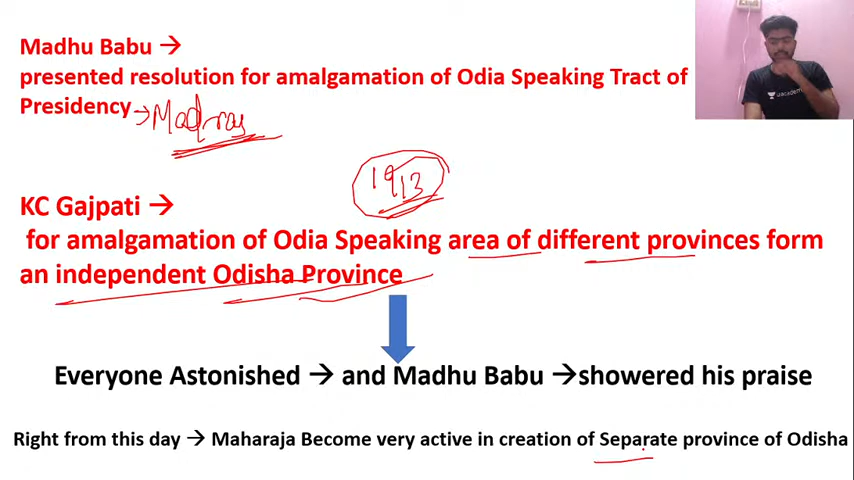 Madhu Babu →
presented resolution for amalgamation of Odia Speaking Tract of
Presidency → Madras
1913
KC Gajpati →
for amalgamation of Odia Speaking area of different provinces form
an independent Odisha Province
Everyone Astonished → and Madhu Babu → showered his praise
Right from this day → Maharaja Become very active in creation of Separate province of Odisha
unacademy